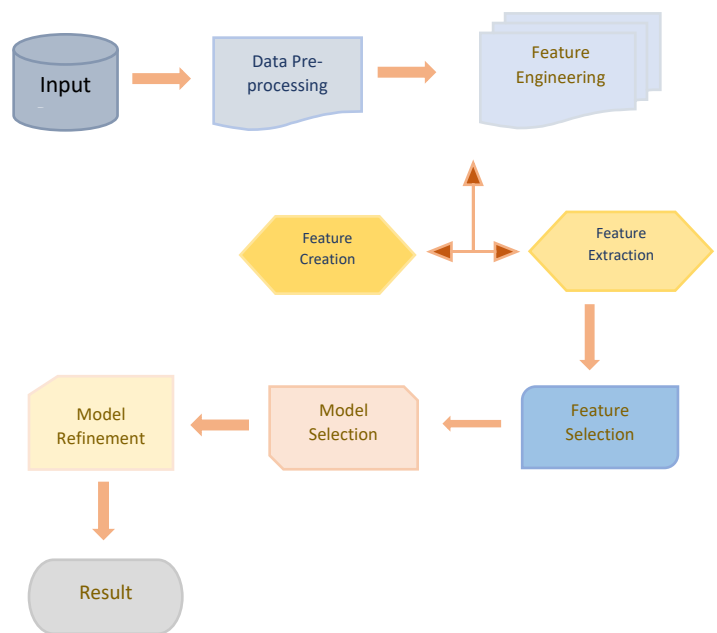 Input
Data Pre-
processing
Feature
Engineering
Feature
Creation
Feature
Extraction
Model
Refinement
Model
Selection
Feature
Selection
Result